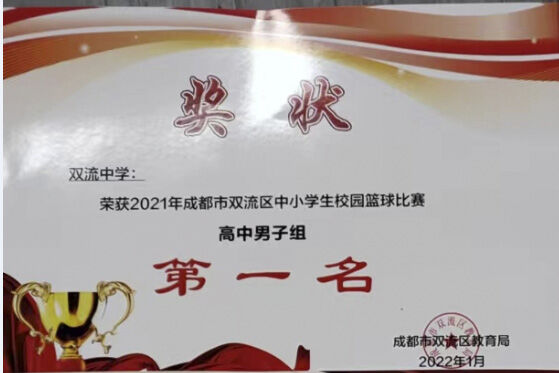 奖状
双流中学：
荣获2021年成都市双流区中小学生校园篮球比赛
高中男子组
第一名
成都市双流区教育局
2022年1月